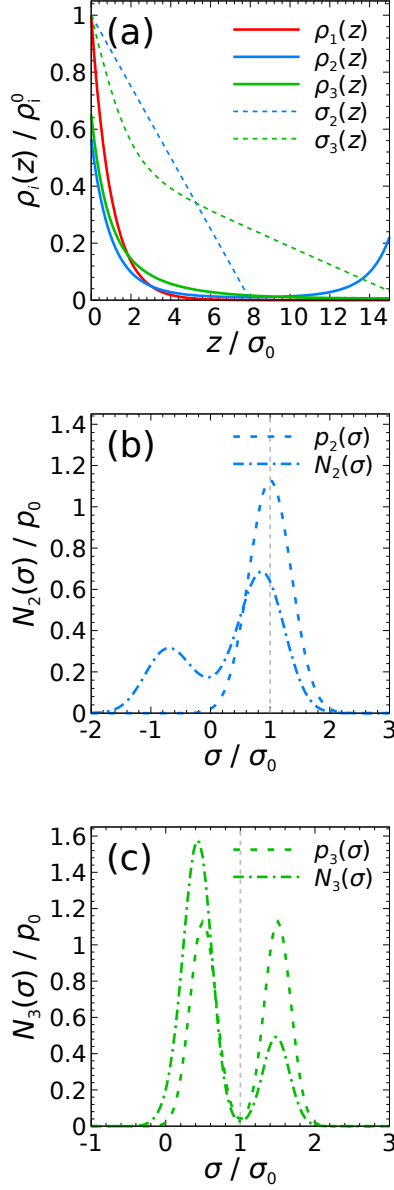 (a)
ρ₁(z)
ρ₂(z)
ρ₃(z)
σ₂(z)
σ₃(z)
ρᵢ(z) / ρᵢ⁰
1
0.8
0.6
0.4
0.2
0
0 2 4 6 8 10 12 14
z / σ₀
(b)
p₂(σ)
N₂(σ)
N₂(σ) / p₀
1.4
1.2
1
0.8
0.6
0.4
0.2
0
-2 -1 0 1 2 3
σ / σ₀
(c)
p₃(σ)
N₃(σ)
N₃(σ) / p₀
1.6
1.4
1.2
1
0.8
0.6
0.4
0.2
0
-1 0 1 2 3
σ / σ₀